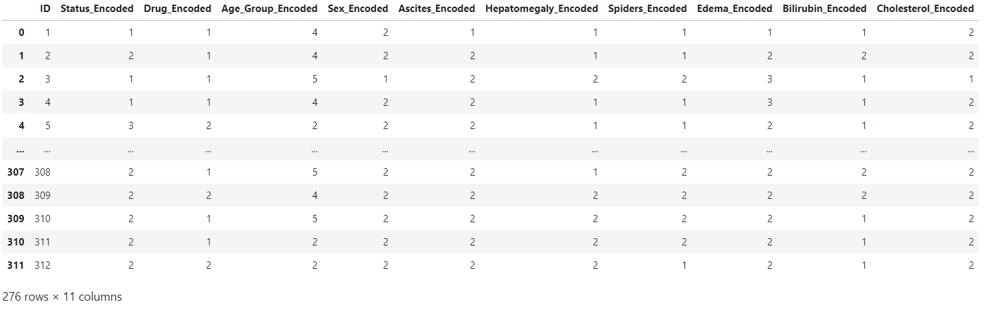 ID Status_Encoded Drug_Encoded Age_Group_Encoded Sex_Encoded Ascites_Encoded Hepatomegaly_Encoded Spiders_Encoded Edema_Encoded Bilirubin_Encoded Cholesterol_Encoded
0 1 1 1 4 2 1 1 1 1 1 2
1 2 2 1 4 2 2 1 1 2 2 2
2 3 1 1 5 1 2 2 2 3 1 1
3 4 1 1 4 2 2 1 1 3 1 2
4 5 3 2 2 2 2 1 1 2 1 2
... ... ... ... ... ... ... ... ... ... ... ...
307 308 2 1 5 2 2 1 2 2 2 2
308 309 2 2 4 2 2 2 2 2 2 2
309 310 2 1 5 2 2 2 2 2 1 2
310 311 2 1 2 2 2 2 2 2 1 2
311 312 2 2 2 2 2 2 1 2 1 2
276 rows × 11 columns